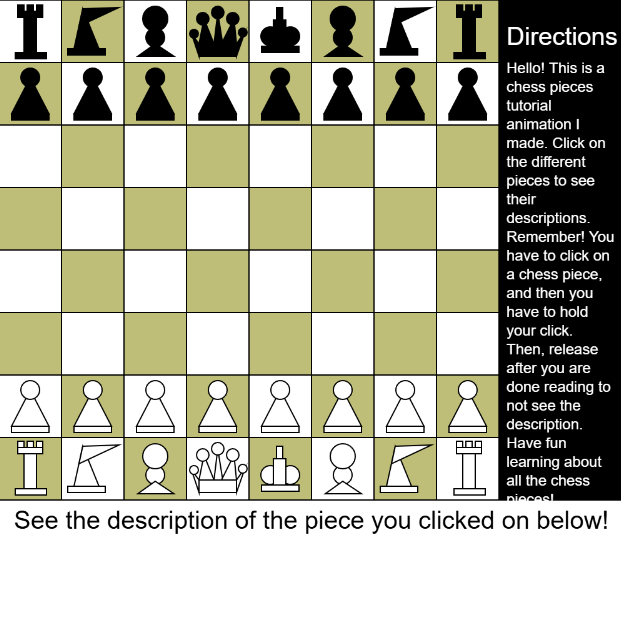 Directions
Hello! This is a
chess pieces
tutorial
animation I
made. Click on
the different
pieces to see
their
descriptions.
Remember! You
have to click on
a chess piece,
and then you
have to hold
your click.
Then, release
after you are
done reading to
not see the
description.
Have fun
learning about
all the chess
pieces!
See the description of the piece you clicked on below!